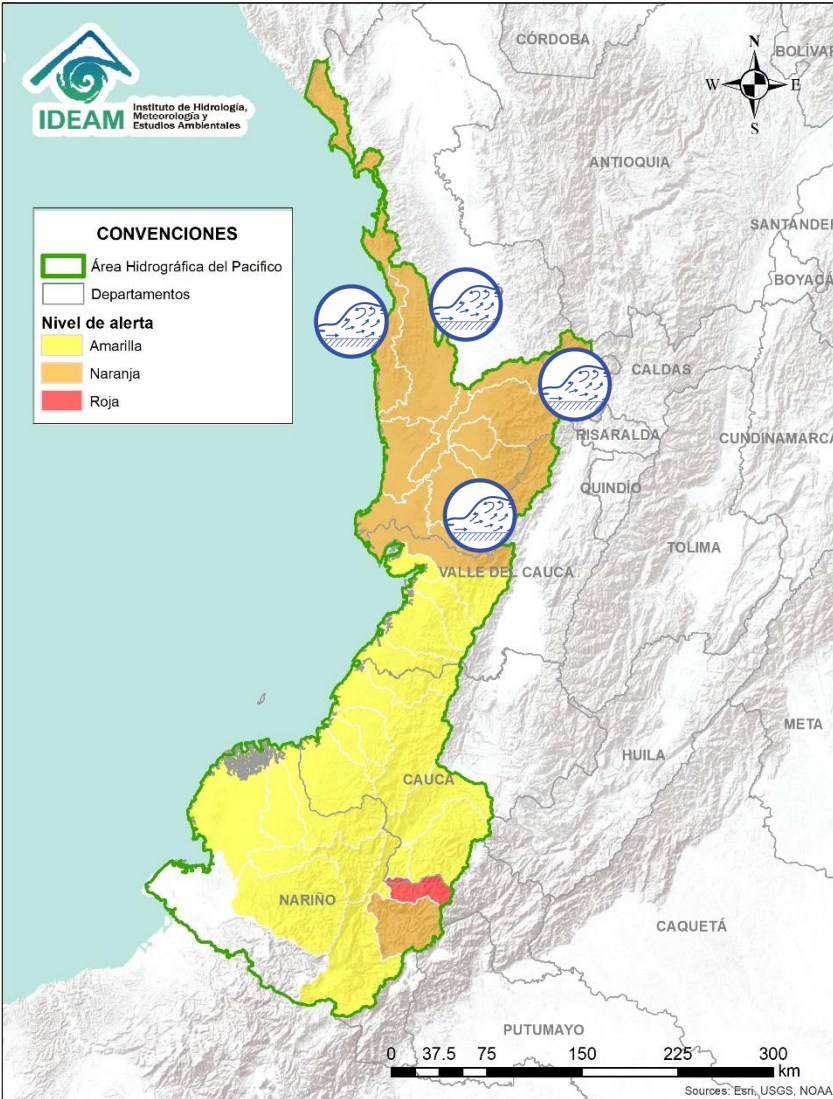 IDEAM
Instituto de Hidrología,
Meteorología y
Estudios Ambientales
CÓRDOBA
BOLÍVAR
N
W
E
S
ANTIOQUIA
SANTANDER
BOYACÁ
CONVENCIONES
Área Hidrográfica del Pacifico
Departamentos
Nivel de alerta
Amarilla
Naranja
Roja
CALDAS
RISARALDA
CUNDINAMARCA
QUINDÍO
TOLIMA
VALLE DEL CAUCA
META
HUILA
CAUCA
NARIÑO
CAQUETÁ
PUTUMAYO
0 37.5 75 150 225 300
km
Sources: Esri, USGS, NOAA